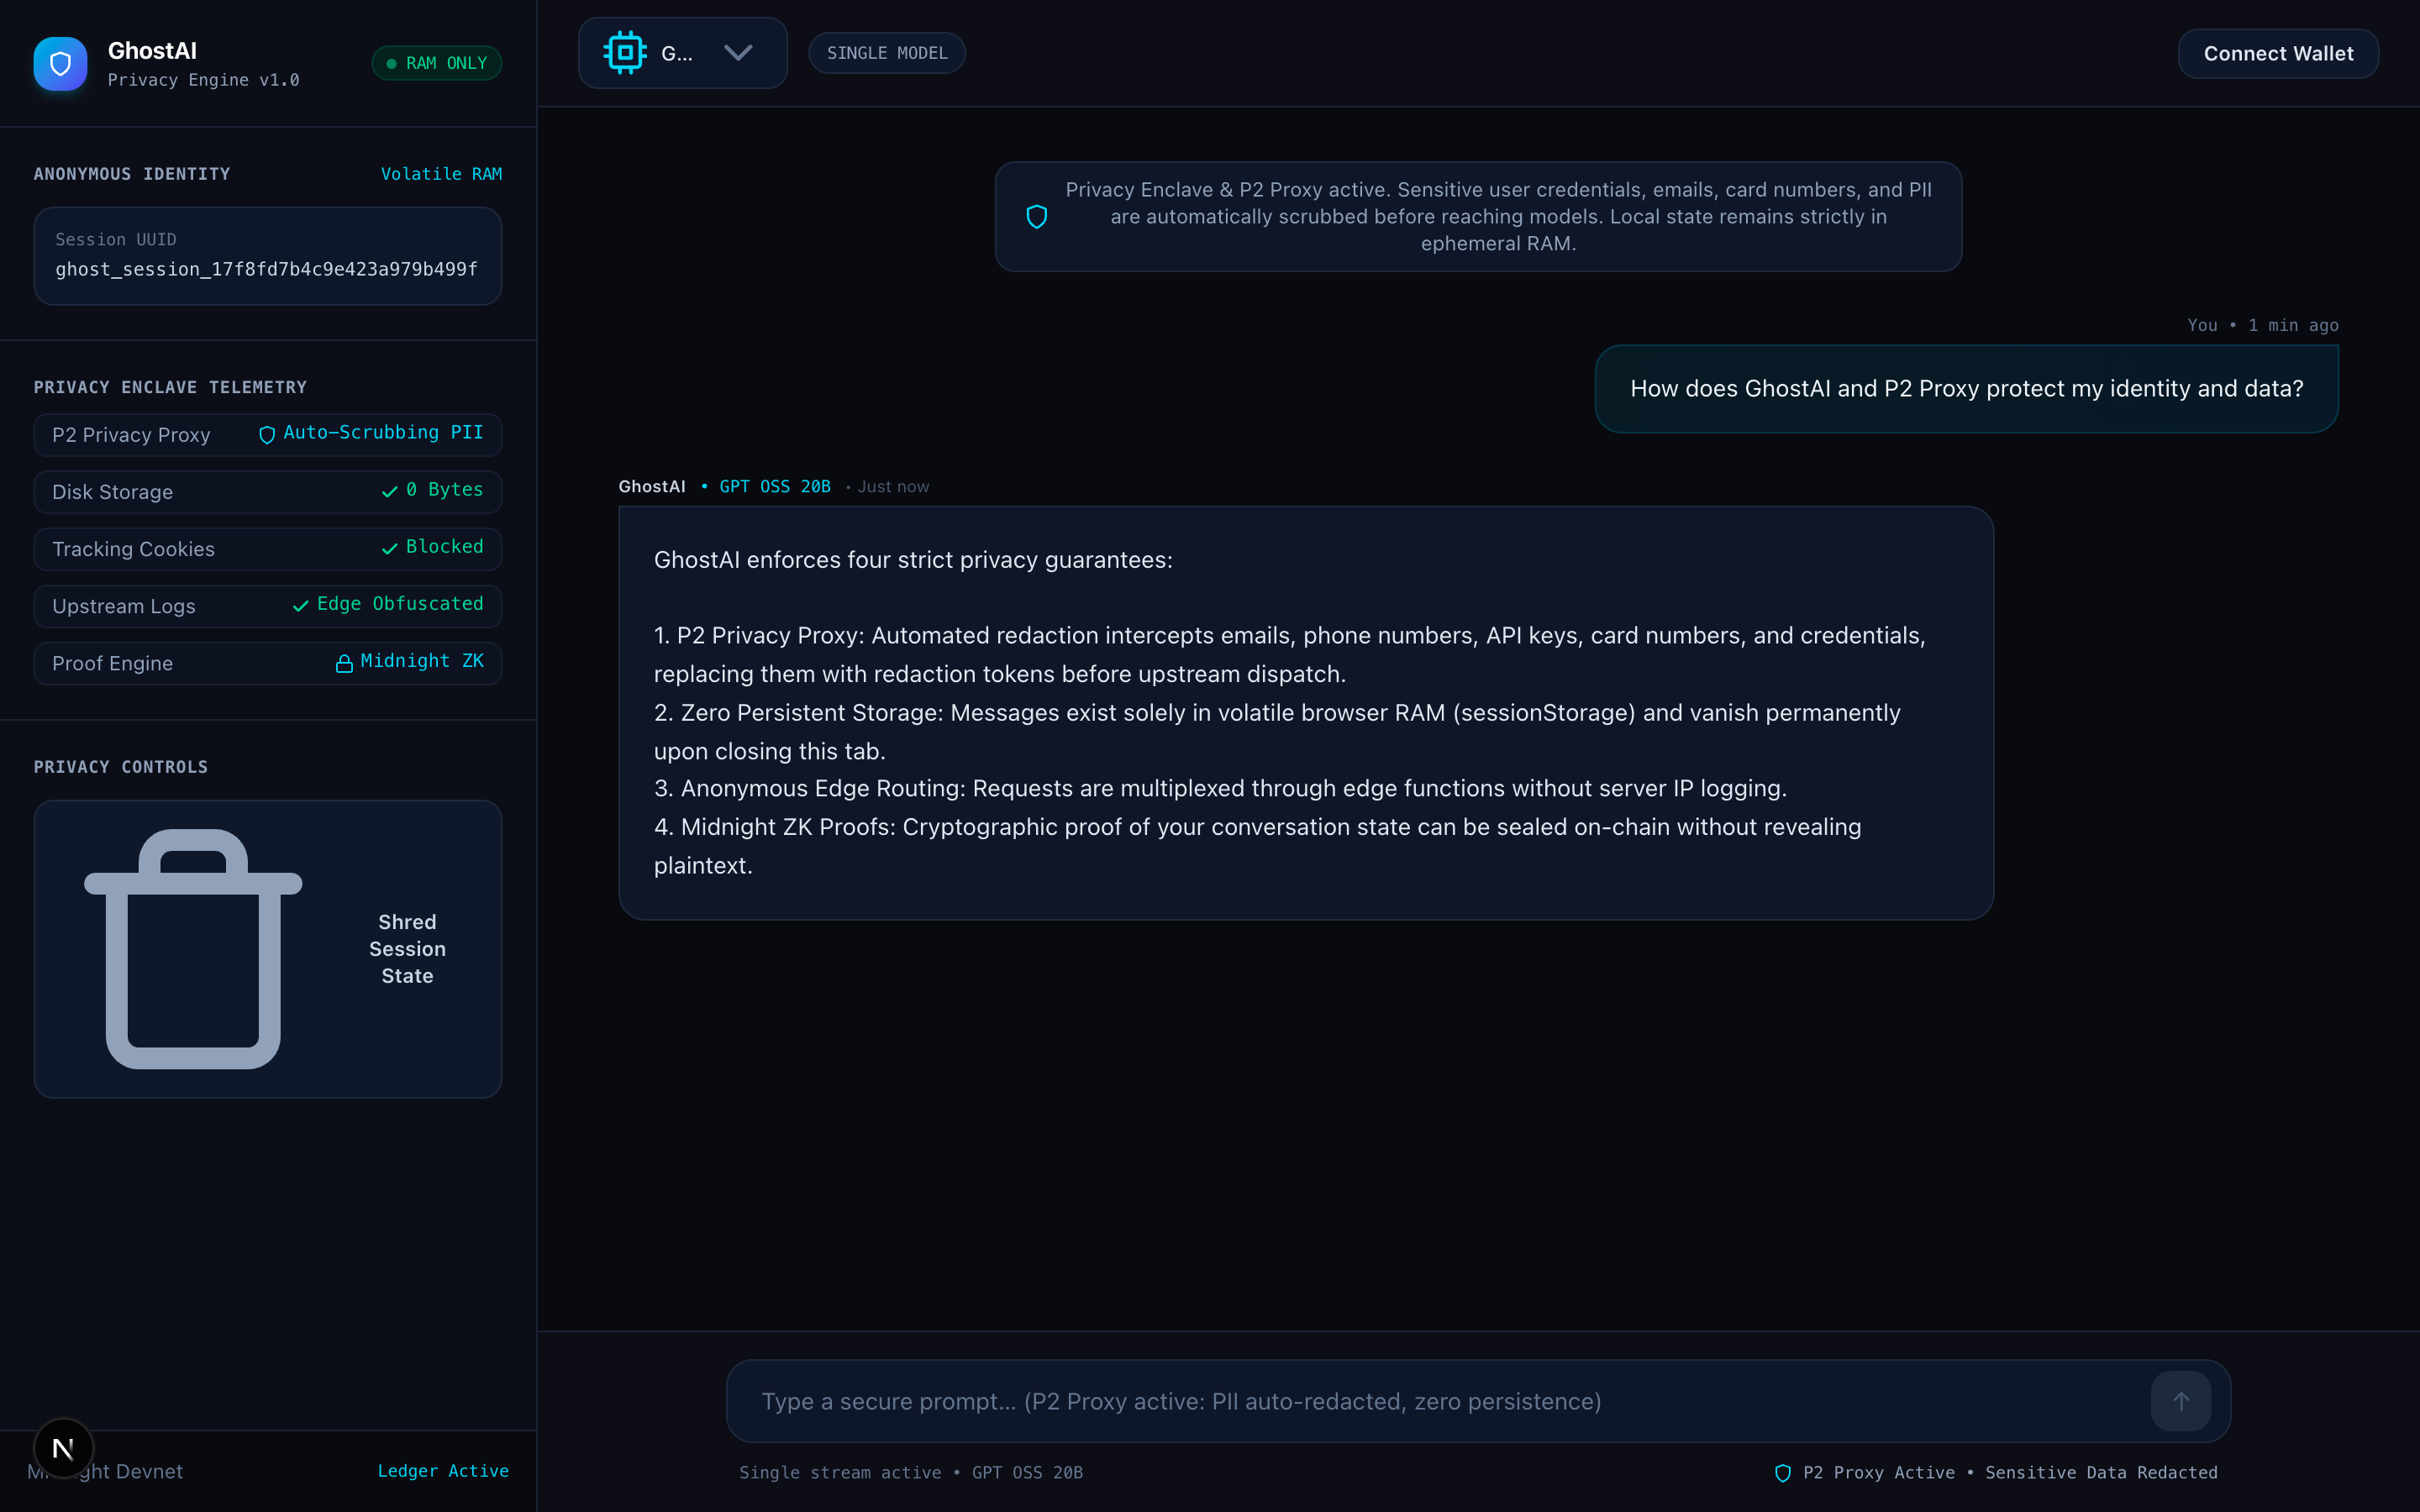 GhostAI
Privacy Engine v1.0
RAM ONLY
ANONYMOUS IDENTITY
Volatile RAM
Session UUID
ghost_session_17f8fd7b4c9e423a979b499f
PRIVACY ENCLAVE TELEMETRY
P2 Privacy Proxy
Auto-Scrubbing PII
Disk Storage
0 Bytes
Tracking Cookies
Blocked
Upstream Logs
Edge Obfuscated
Proof Engine
Midnight ZK
PRIVACY CONTROLS
Shred
Session
State
Devnet
Ledger Active
G...
SINGLE MODEL
Connect Wallet
Privacy Enclave & P2 Proxy active. Sensitive user credentials, emails, card numbers, and PII
are automatically scrubbed before reaching models. Local state remains strictly in
ephemeral RAM.
You • 1 min ago
How does GhostAI and P2 Proxy protect my identity and data?
GhostAI • GPT OSS 20B • Just now
GhostAI enforces four strict privacy guarantees:
1. P2 Privacy Proxy: Automated redaction intercepts emails, phone numbers, API keys, card numbers, and credentials,
replacing them with redaction tokens before upstream dispatch.
2. Zero Persistent Storage: Messages exist solely in volatile browser RAM (sessionStorage) and vanish permanently
upon closing this tab.
3. Anonymous Edge Routing: Requests are multiplexed through edge functions without server IP logging.
4. Midnight ZK Proofs: Cryptographic proof of your conversation state can be sealed on-chain without revealing
plaintext.
Type a secure prompt... (P2 Proxy active: PII auto-redacted, zero persistence)
Single stream active • GPT OSS 20B
P2 Proxy Active • Sensitive Data Redacted